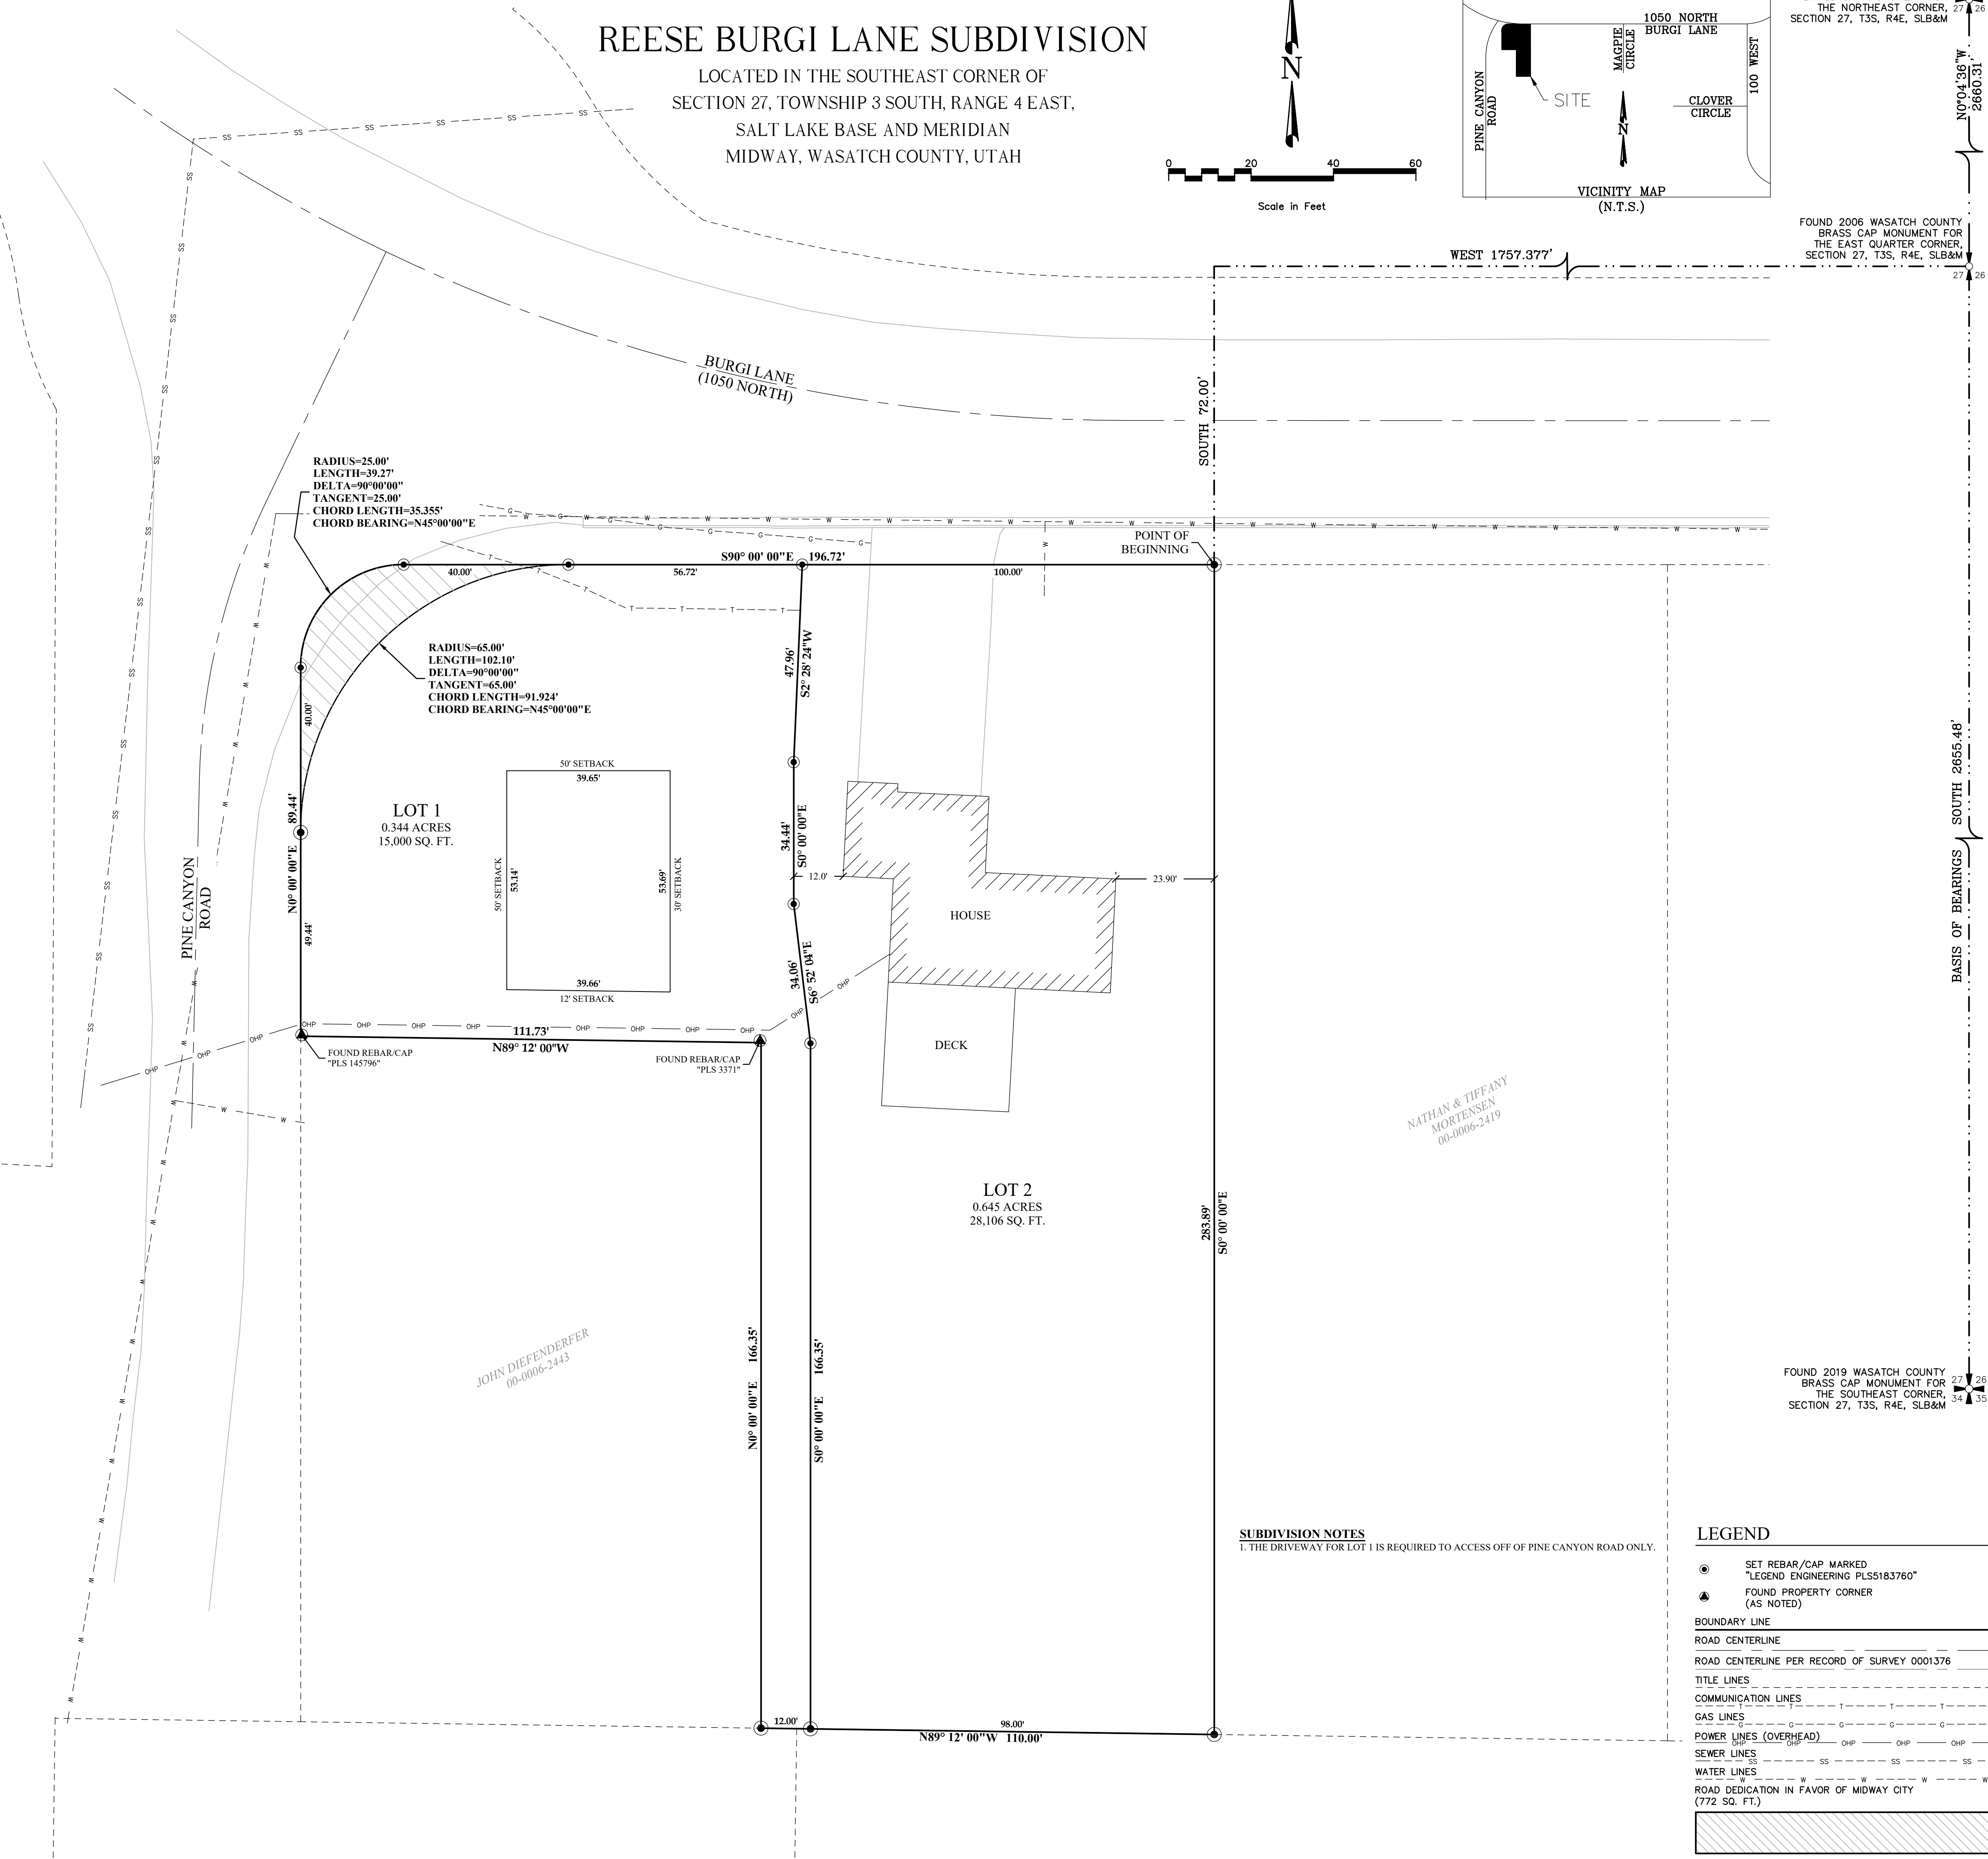 REESE BURGI LANE SUBDIVISION
LOCATED IN THE SOUTHEAST CORNER OF
SECTION 27, TOWNSHIP 3 SOUTH, RANGE 4 EAST,
SALT LAKE BASE AND MERIDIAN
MIDWAY, WASATCH COUNTY, UTAH
N
0 20 40 60
Scale in Feet
1050 NORTH
BURGI LANE
MAGPIE
CIRCLE
100 WEST
PINE CANYON
ROAD
SITE
CLOVER
CIRCLE
N
VICINITY MAP
(N.T.S.)
THE NORTHEAST CORNER,
SECTION 27, T3S, R4E, SLB&M
27 26
N0°04'36"W
2660.31'
FOUND 2006 WASATCH COUNTY
BRASS CAP MONUMENT FOR
THE EAST QUARTER CORNER,
SECTION 27, T3S, R4E, SLB&M
27 26
WEST 1757.377'
SOUTH 72.00'
BURGI LANE
(1050 NORTH)
RADIUS=25.00'
LENGTH=39.27'
DELTA=90°00'00"
TANGENT=25.00'
CHORD LENGTH=35.355'
CHORD BEARING=N45°00'00"E
POINT OF
BEGINNING
S90° 00' 00"E 196.72'
40.00'
56.72'
100.00'
RADIUS=65.00'
LENGTH=102.10'
DELTA=90°00'00"
TANGENT=65.00'
CHORD LENGTH=91.924'
CHORD BEARING=N45°00'00"E
47.96'
S2° 28' 24"W
40.00'
N0° 00' 00"E 89.44'
49.44'
LOT 1
0.344 ACRES
15,000 SQ. FT.
50' SETBACK
39.65'
50' SETBACK
53.14'
53.69'
30' SETBACK
39.66'
12' SETBACK
34.44'
S0° 00' 00"E
12.0'
23.90'
HOUSE
34.06'
S6° 52' 04"E
DECK
PINE CANYON
ROAD
111.73'
N89° 12' 00"W
FOUND REBAR/CAP
"PLS 145796"
FOUND REBAR/CAP
"PLS 3371"
BASIS OF BEARINGS SOUTH 2655.48'
NATHAN & TIFFANY
MORTENSEN
00-0006-2419
LOT 2
0.645 ACRES
28,106 SQ. FT.
283.89'
S0° 00' 00"E
JOHN DIEFENDERFER
00-0006-2443
N0° 00' 00"E 166.35'
S0° 00' 00"E 166.35'
FOUND 2019 WASATCH COUNTY
BRASS CAP MONUMENT FOR
THE SOUTHEAST CORNER,
SECTION 27, T3S, R4E, SLB&M
27 26
34 35
12.00'
98.00'
N89° 12' 00"W 110.00'
SUBDIVISION NOTES
1. THE DRIVEWAY FOR LOT 1 IS REQUIRED TO ACCESS OFF OF PINE CANYON ROAD ONLY.
LEGEND
SET REBAR/CAP MARKED
"LEGEND ENGINEERING PLS5183760"
FOUND PROPERTY CORNER
(AS NOTED)
BOUNDARY LINE
ROAD CENTERLINE
ROAD CENTERLINE PER RECORD OF SURVEY 0001376
TITLE LINES
COMMUNICATION LINES
T T T T T
GAS LINES
G G G G G
POWER LINES (OVERHEAD)
OHP OHP OHP OHP OHP
SEWER LINES
SS SS SS SS
WATER LINES
W W W W W
ROAD DEDICATION IN FAVOR OF MIDWAY CITY
(772 SQ. FT.)